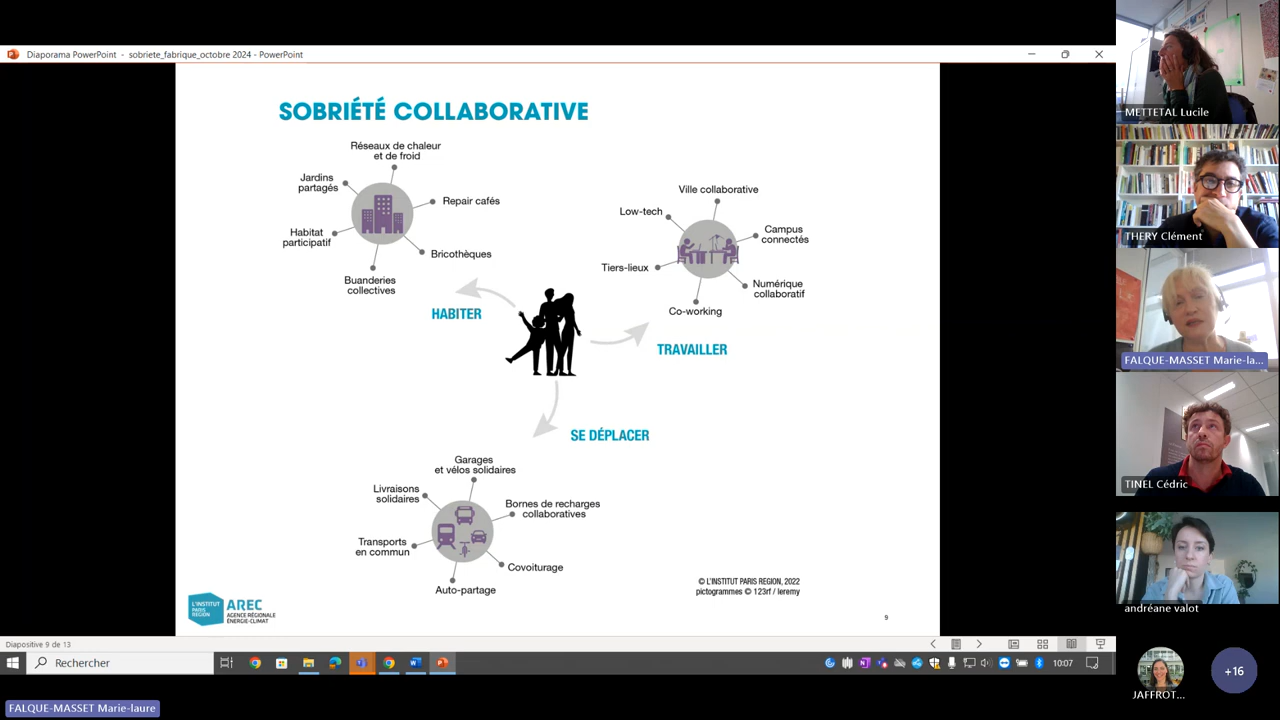 Diaporama PowerPoint - sobriete_fabrique_octobre 2024 - PowerPoint
SOBRIÉTÉ COLLABORATIVE
Réseaux de chaleur
et de froid
Jardins
partagés
Repair cafés
Habitat
participatif
Bricothèques
Buanderies
collectives
HABITER
Ville collaborative
Low-tech
Campus
connectés
Tiers-lieux
Numérique
collaboratif
Co-working
TRAVAILLER
SE DÉPLACER
Garages
et vélos solidaires
Livraisons
solidaires
Bornes de recharges
collaboratives
Transports
en commun
Covoiturage
Auto-partage
© L'INSTITUT PARIS REGION, 2022
pictogrammes © 123rf / leremy
L'INSTITUT
PARIS
REGION
AREC
AGENCE RÉGIONALE
ÉNERGIE-CLIMAT
9
Diapositive 9 de 13
Rechercher
10:07
FALQUE-MASSET Marie-laure
METTETAL Lucile
THERY Clément
FALQUE-MASSET Marie-la...
TINEL Cédric
andréane valot
JAFFROT...
+16